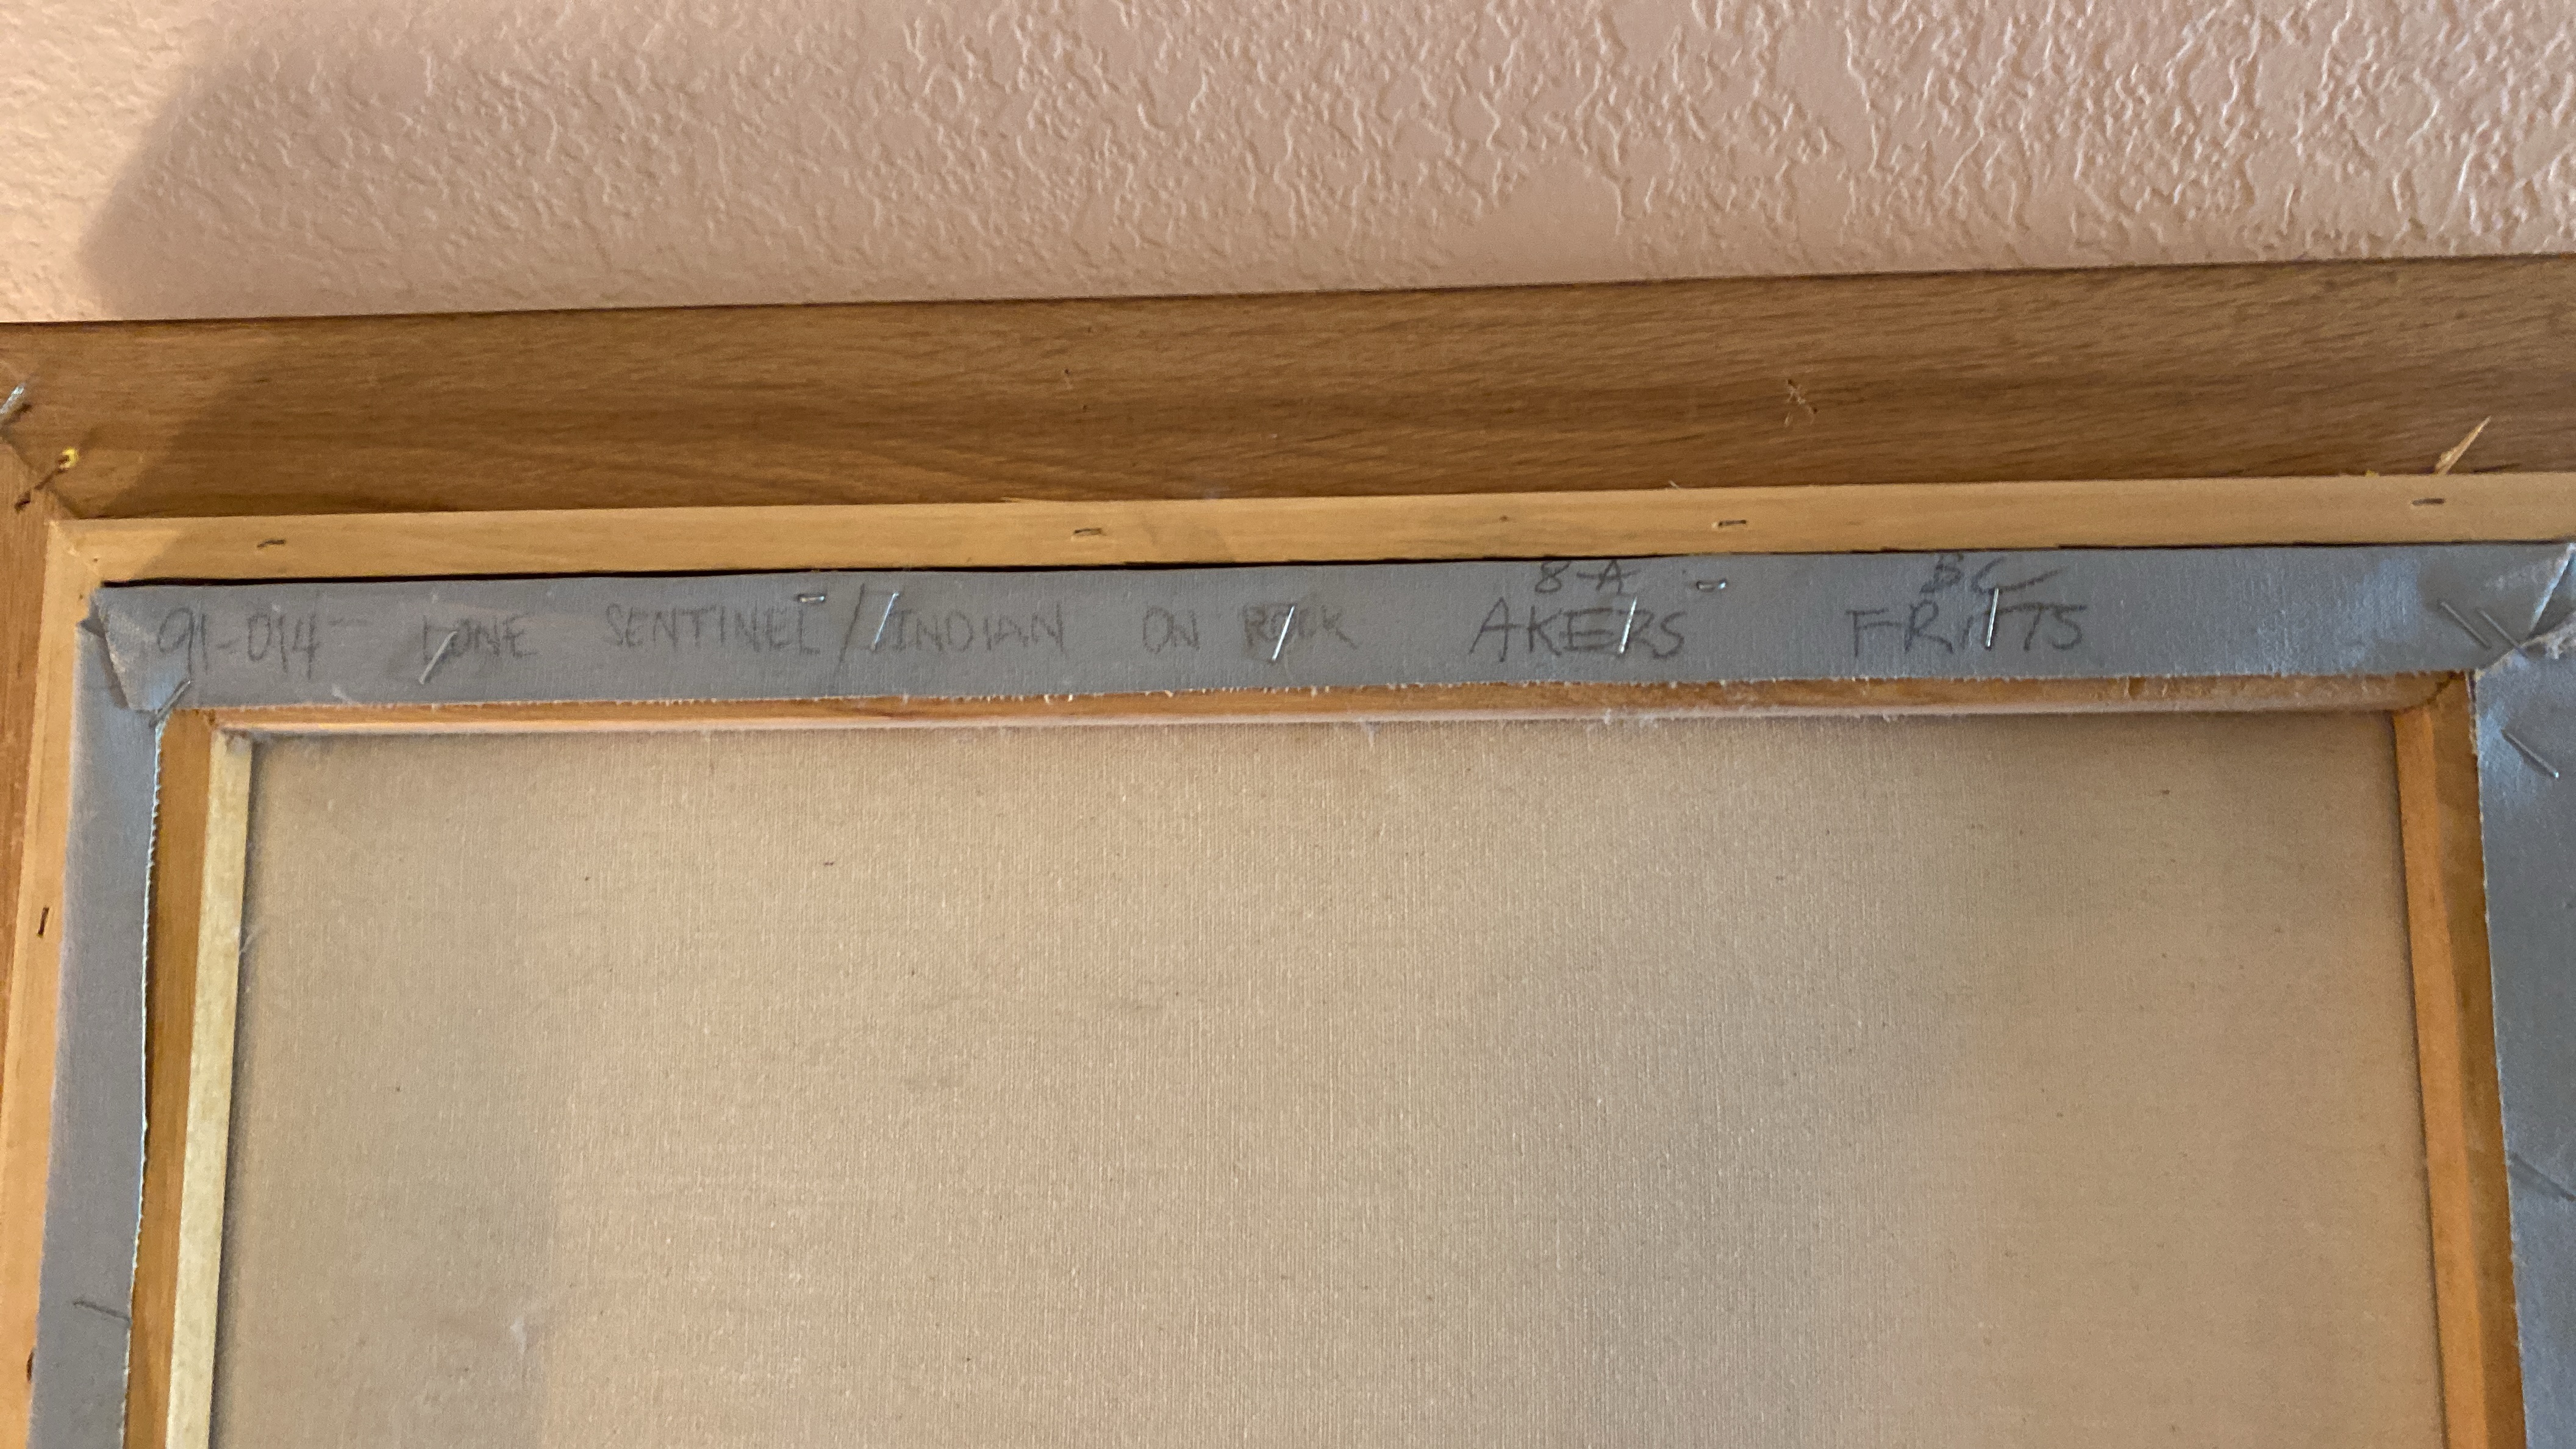 8-A BC
91-014 LONE SENTINEL/INDIAN ON ROCK AKERS FRITTS